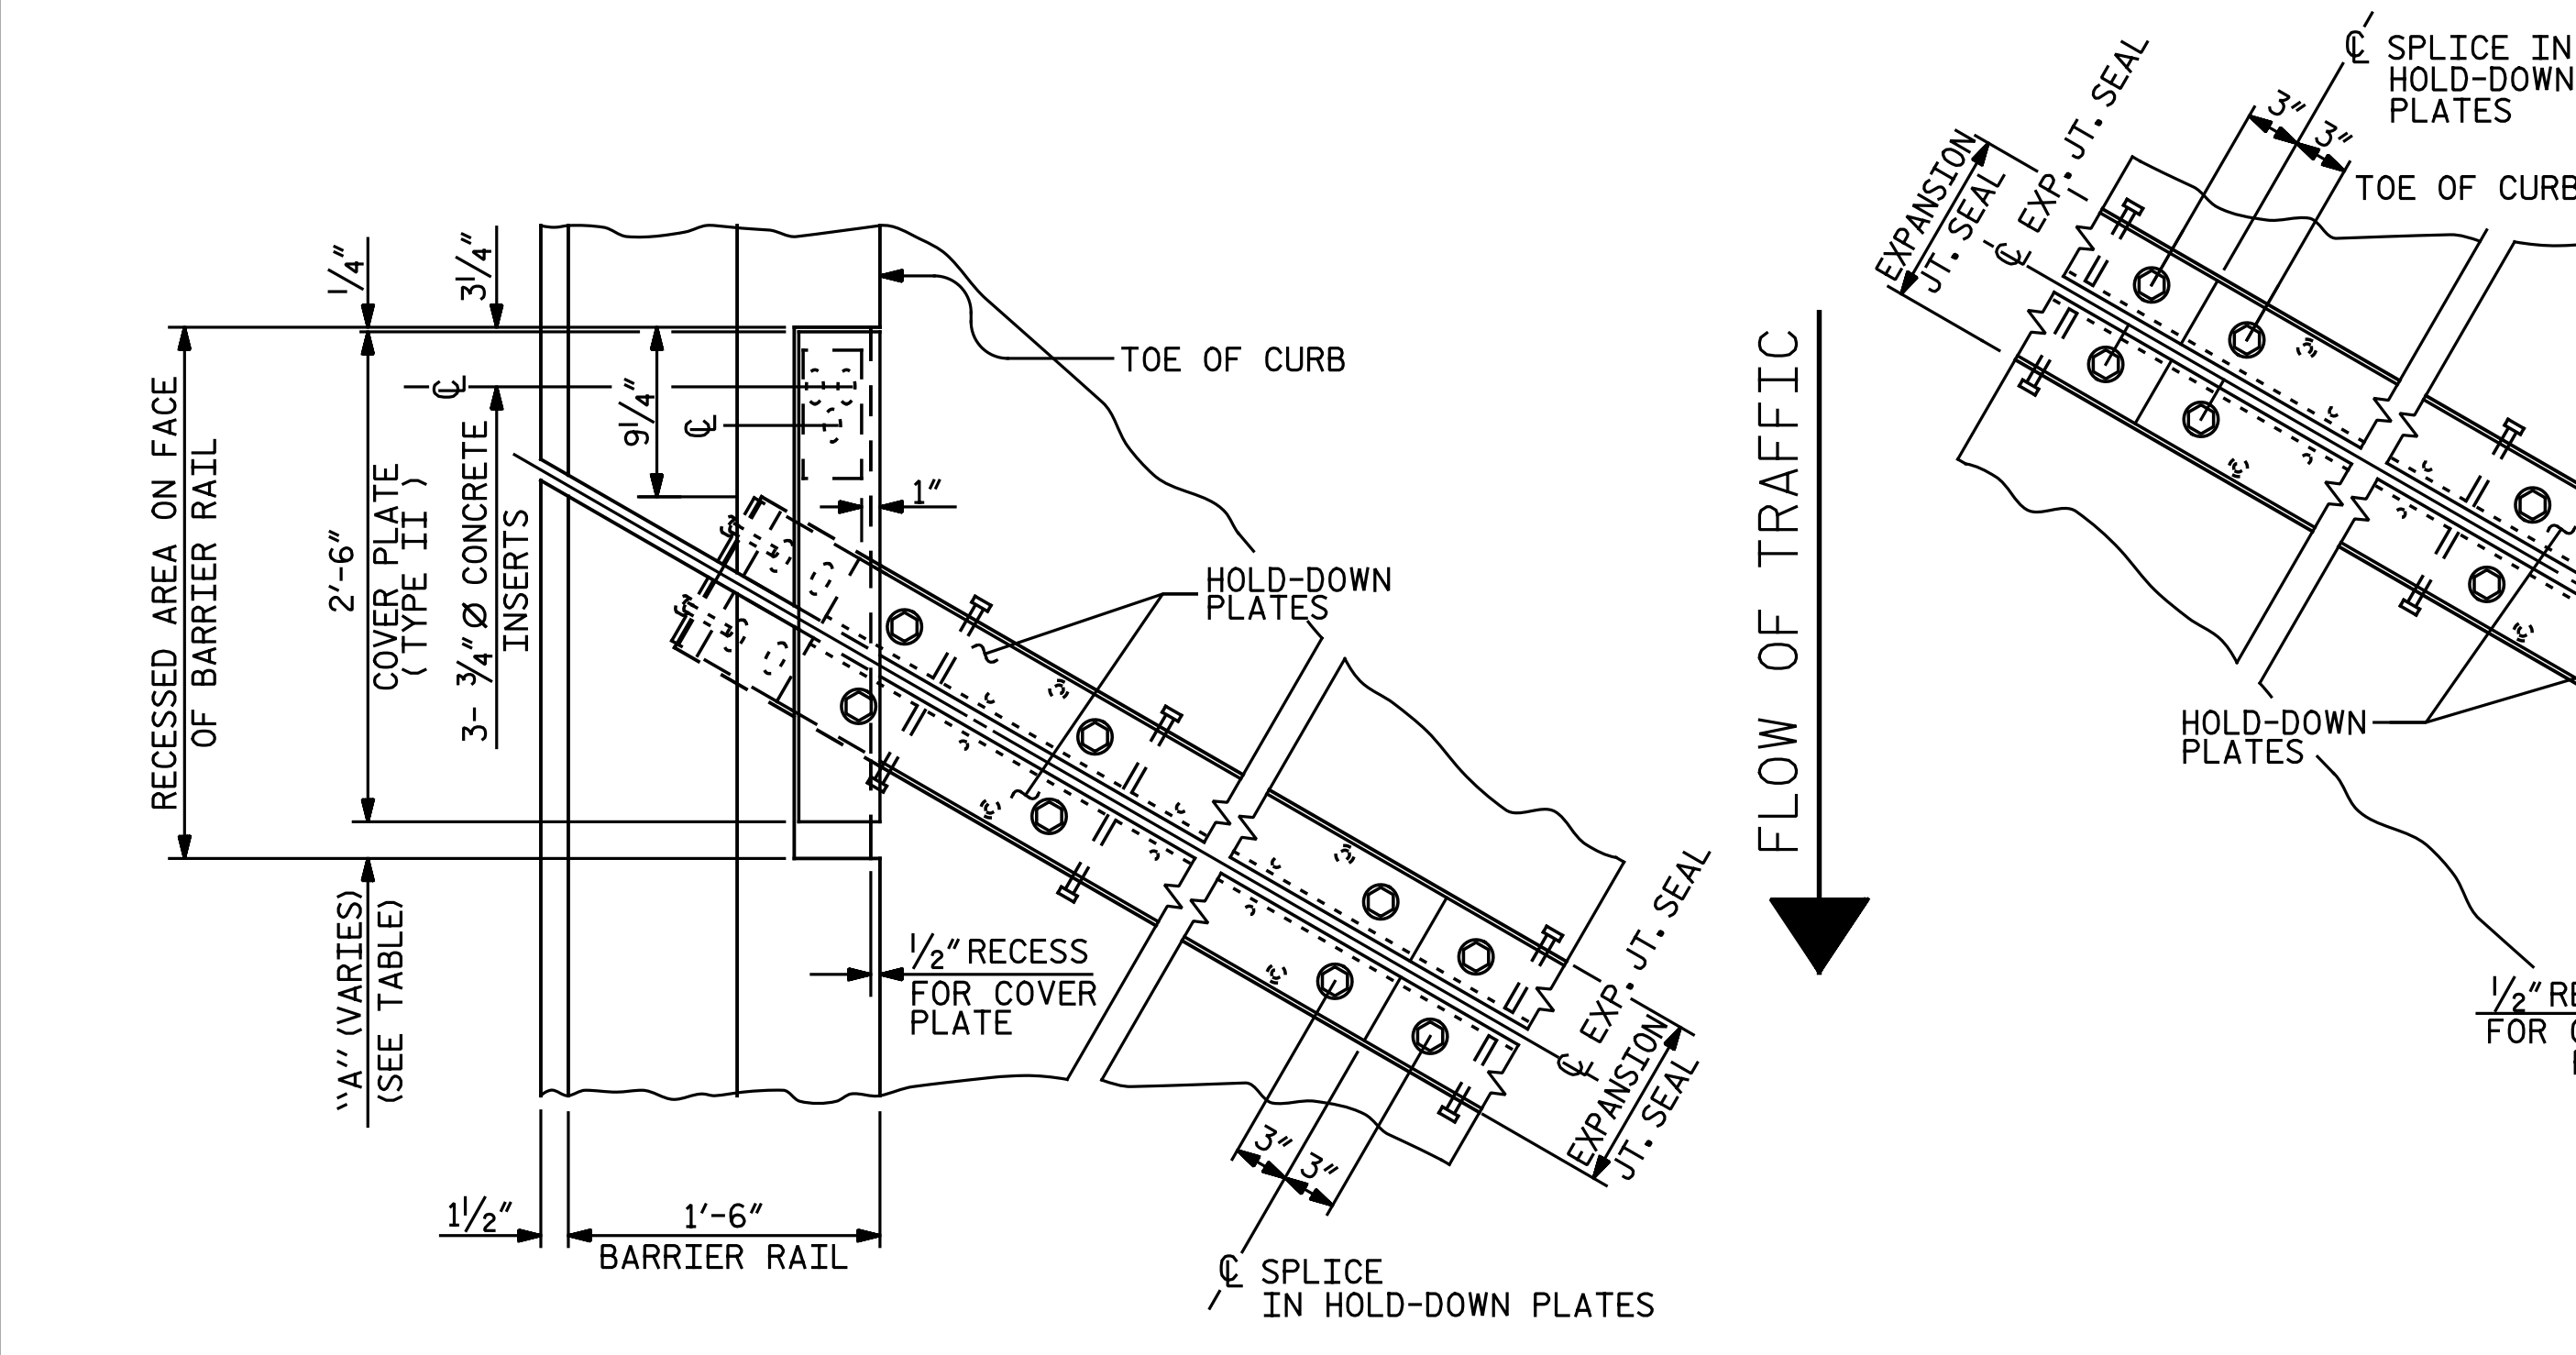 1/4"
3 1/4"
RECESSED AREA ON FACE
OF BARRIER RAIL
2'-6"
COVER PLATE
(TYPE II)
3- 3/4" Ø CONCRETE
INSERTS
℄
9 1/4"
℄
1"
TOE OF CURB
HOLD-DOWN
PLATES
"A" (VARIES)
(SEE TABLE)
1/2" RECESS
FOR COVER
PLATE
1 1/2"
1'-6"
BARRIER RAIL
℄ EXP. JT. SEAL
EXPANSION
JT. SEAL
3"
3"
℄ SPLICE
IN HOLD-DOWN PLATES
FLOW OF TRAFFIC
EXPANSION
JT. SEAL
℄ EXP. JT. SEAL
3"
3"
℄ SPLICE IN
HOLD-DOWN
PLATES
TOE OF CURB
HOLD-DOWN
PLATES
1/2" RE
FOR